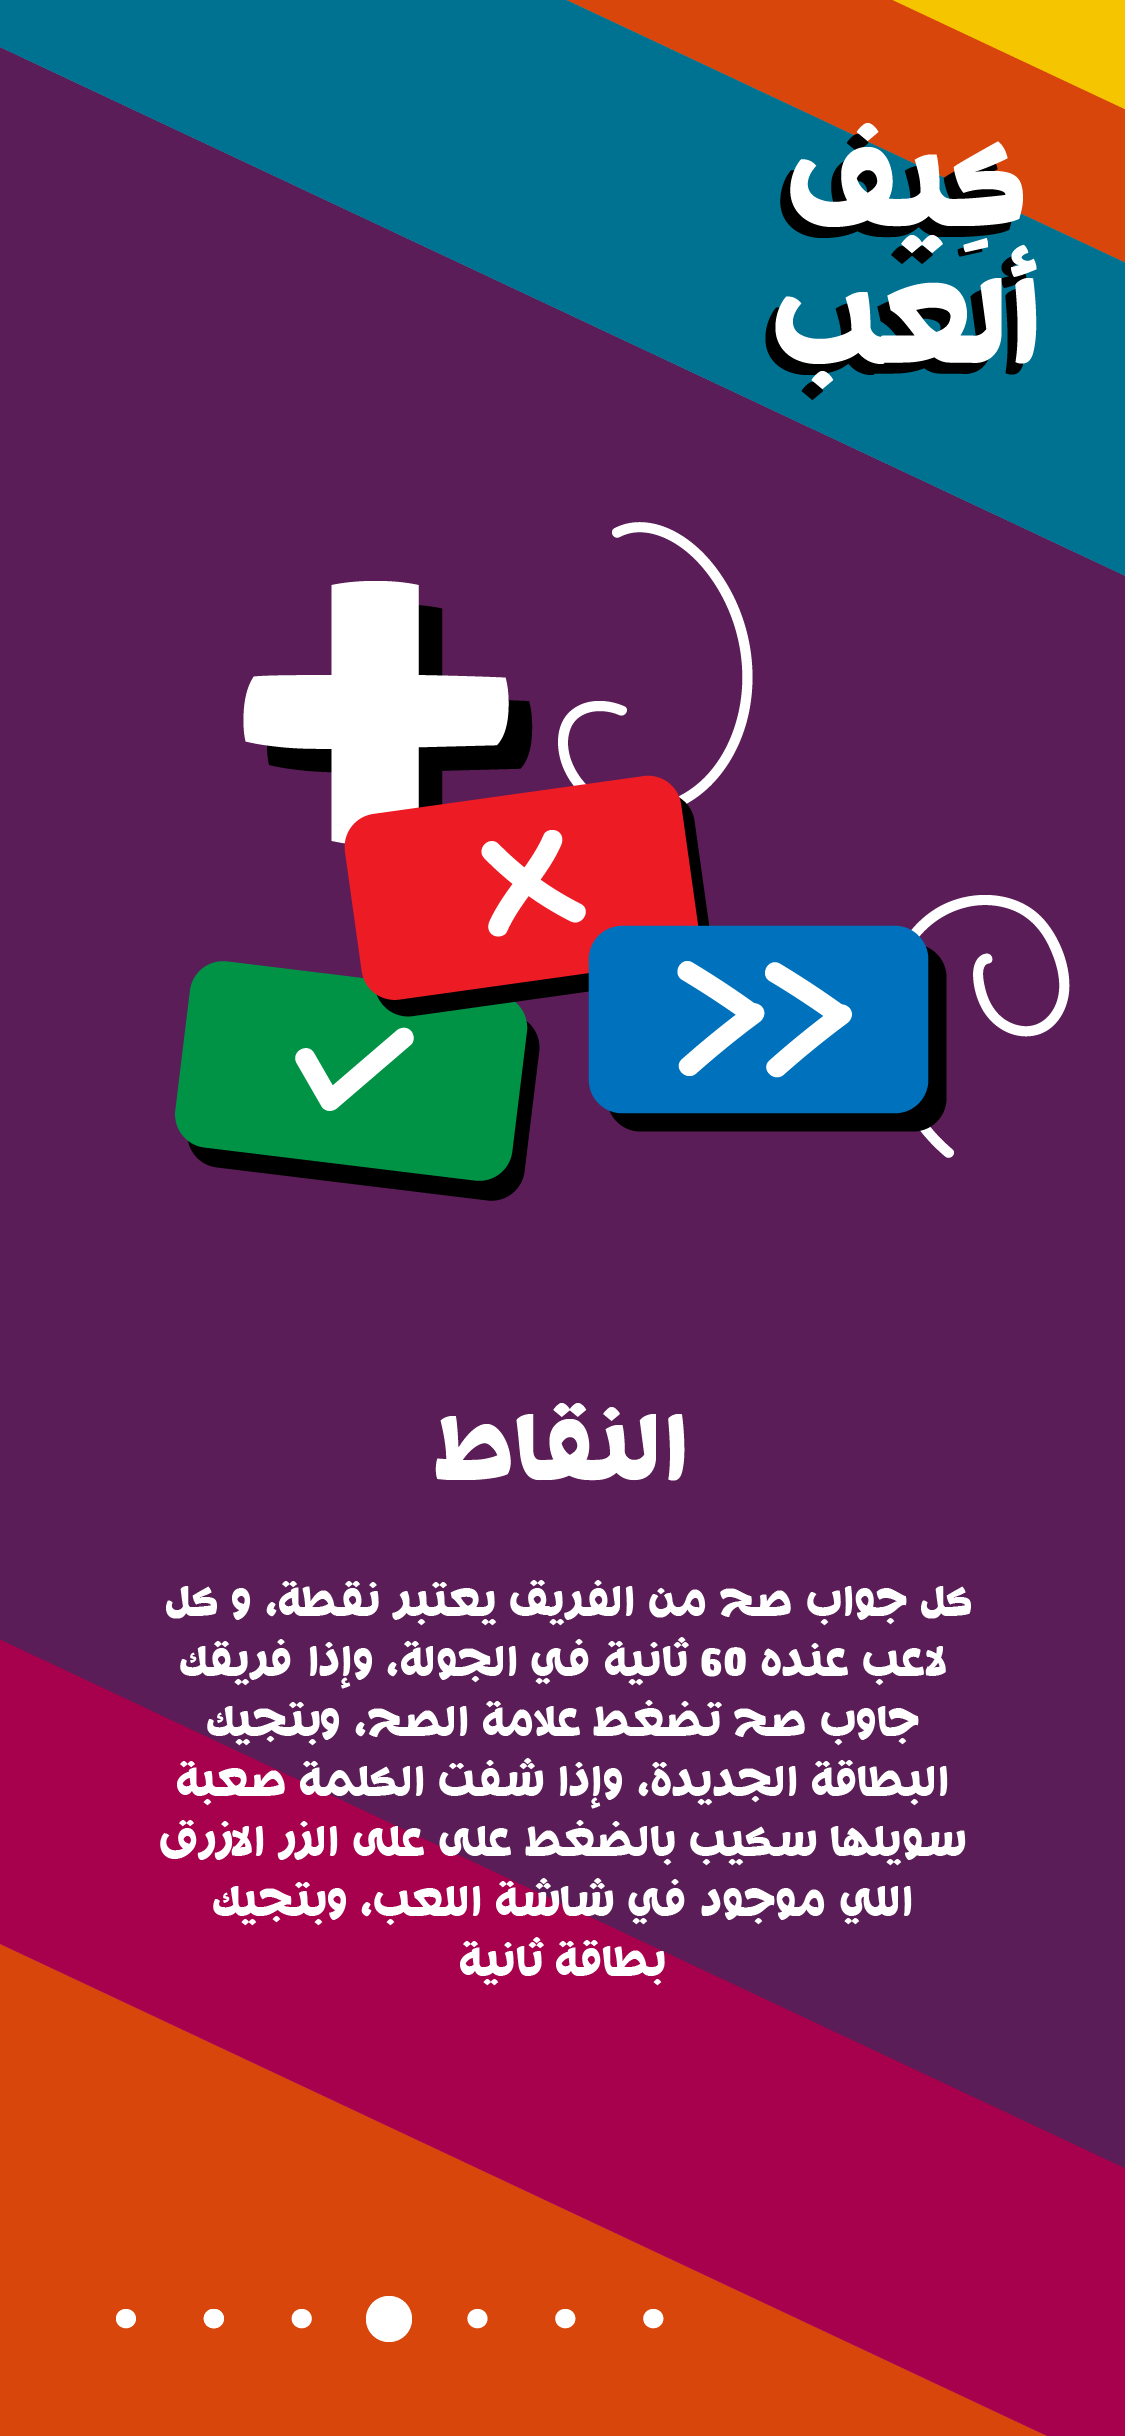 كِيف
ألعب
النقاط
كل جواب صح من الفريق يعتبر نقطة، و كل
لاعب عنده 60 ثانية في الجولة، وإذا فريقك
جاوب صح تضغط علامة الصح، وبتجيك
البطاقة الجديدة، وإذا شفت الكلمة صعبة
سويلها سكيب بالضغط على على الزر الازرق
اللي موجود في شاشة اللعب، وبتجيك
بطاقة ثانية